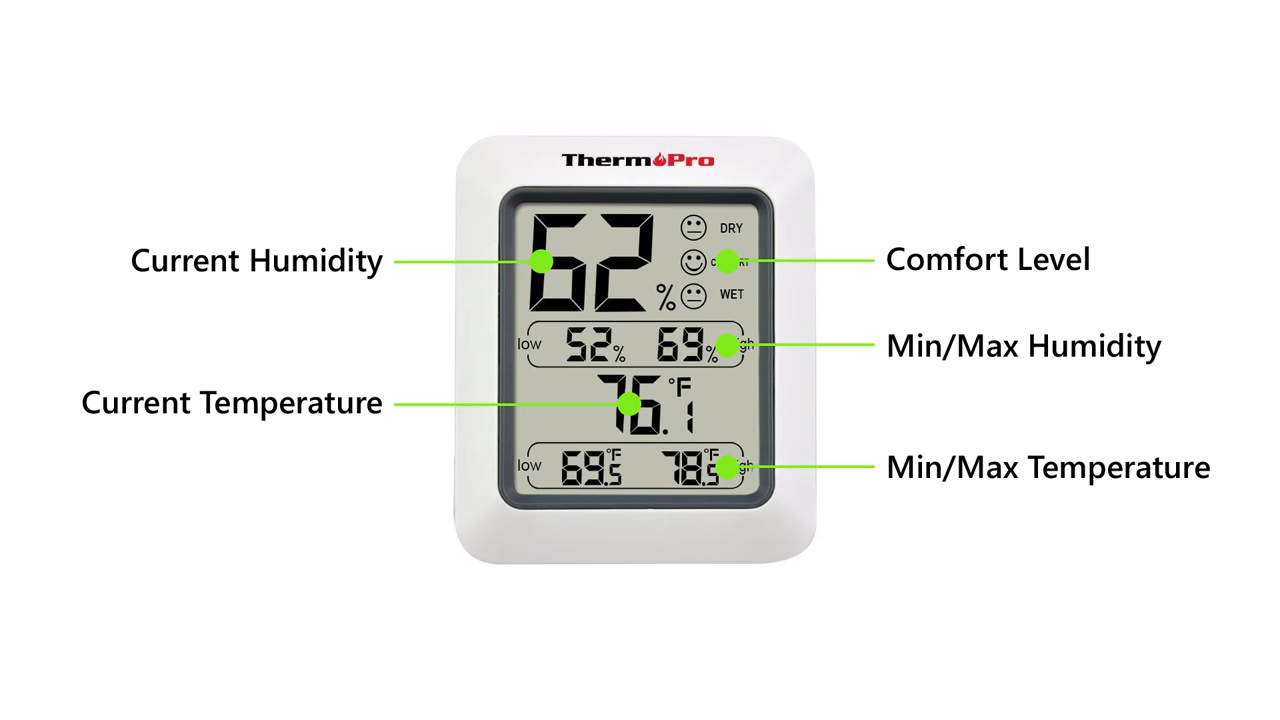 ThermoPro
62 %
DRY
WET
Current Humidity
Comfort Level
low 52% 69%
Min/Max Humidity
76.1 °F
Current Temperature
low 69.5 °F 78.5 °F
Min/Max Temperature